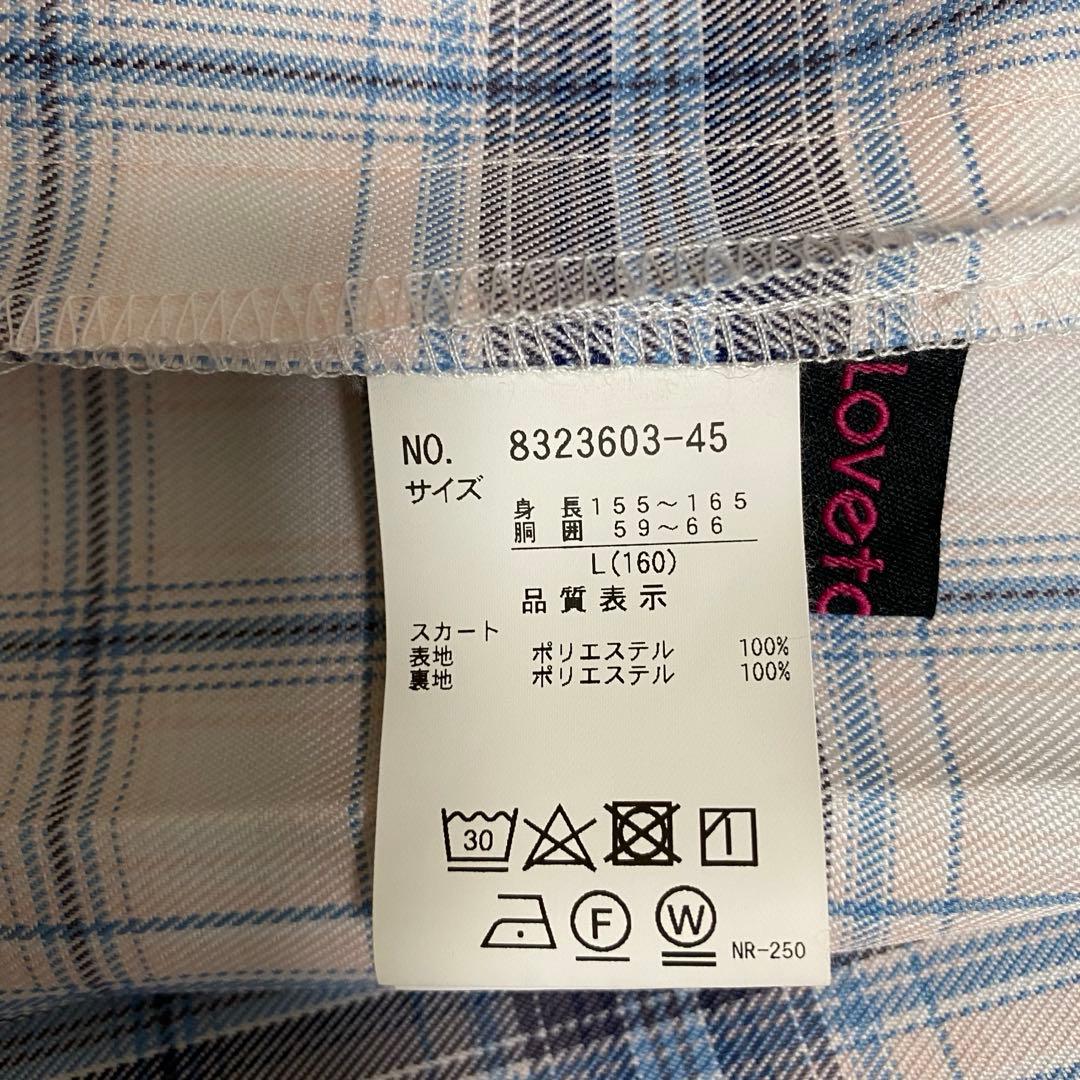 NO. 8323603-45
サイズ
身 長 155～165
胴 囲 59～66
L(160)
品質表示
スカート
表地 ポリエステル 100%
裏地 ポリエステル 100%
30
F
W
NR-250
Loveto